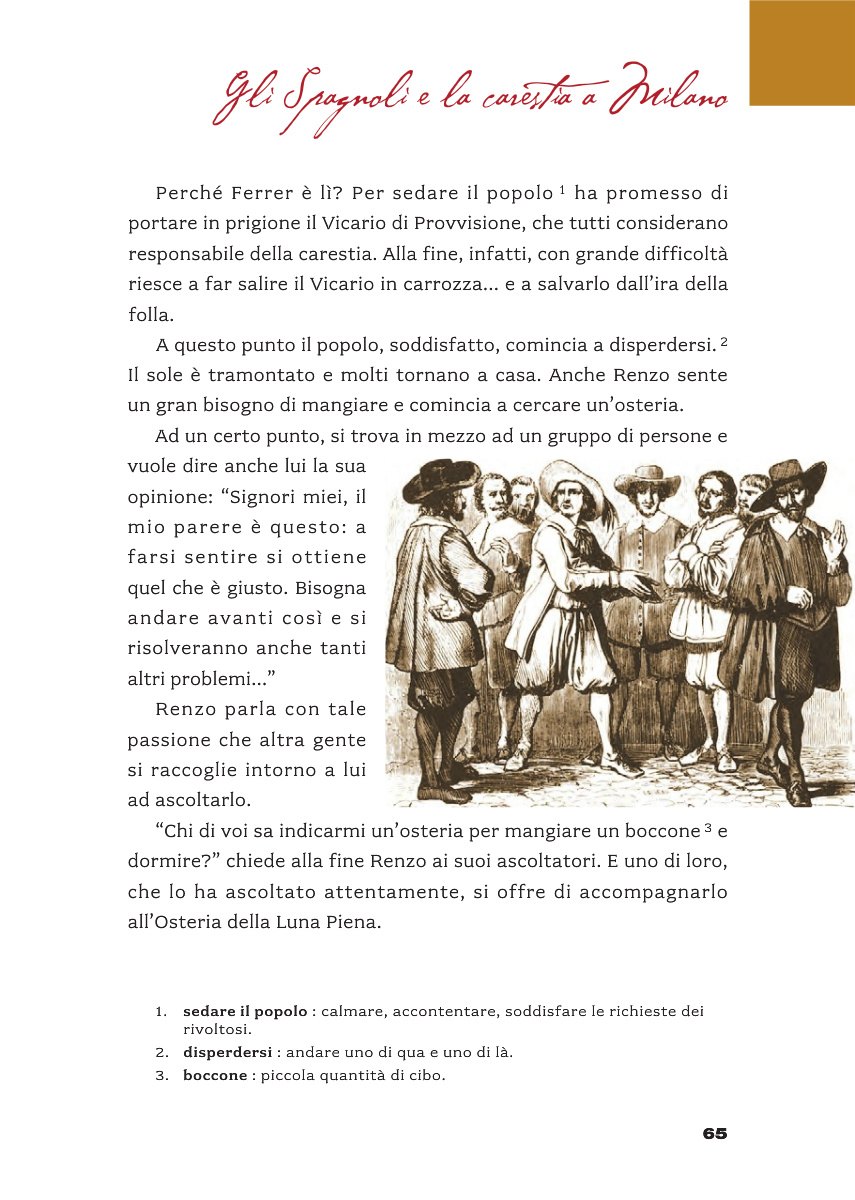 Gli Spagnoli e la carestia a Milano
Perché Ferrer è lì? Per sedare il popolo 1 ha promesso di
portare in prigione il Vicario di Provvisione, che tutti considerano
responsabile della carestia. Alla fine, infatti, con grande difficoltà
riesce a far salire il Vicario in carrozza... e a salvarlo dall’ira della
folla.
A questo punto il popolo, soddisfatto, comincia a disperdersi. 2
Il sole è tramontato e molti tornano a casa. Anche Renzo sente
un gran bisogno di mangiare e comincia a cercare un’osteria.
Ad un certo punto, si trova in mezzo ad un gruppo di persone e
vuole dire anche lui la sua
opinione: “Signori miei, il
mio parere è questo: a
farsi sentire si ottiene
quel che è giusto. Bisogna
andare avanti così e si
risolveranno anche tanti
altri problemi...”
Renzo parla con tale
passione che altra gente
si raccoglie intorno a lui
ad ascoltarlo.
“Chi di voi sa indicarmi un’osteria per mangiare un boccone 3 e
dormire?” chiede alla fine Renzo ai suoi ascoltatori. E uno di loro,
che lo ha ascoltato attentamente, si offre di accompagnarlo
all’Osteria della Luna Piena.
1. sedare il popolo : calmare, accontentare, soddisfare le richieste dei
rivoltosi.
2. disperdersi : andare uno di qua e uno di là.
3. boccone : piccola quantità di cibo.
65